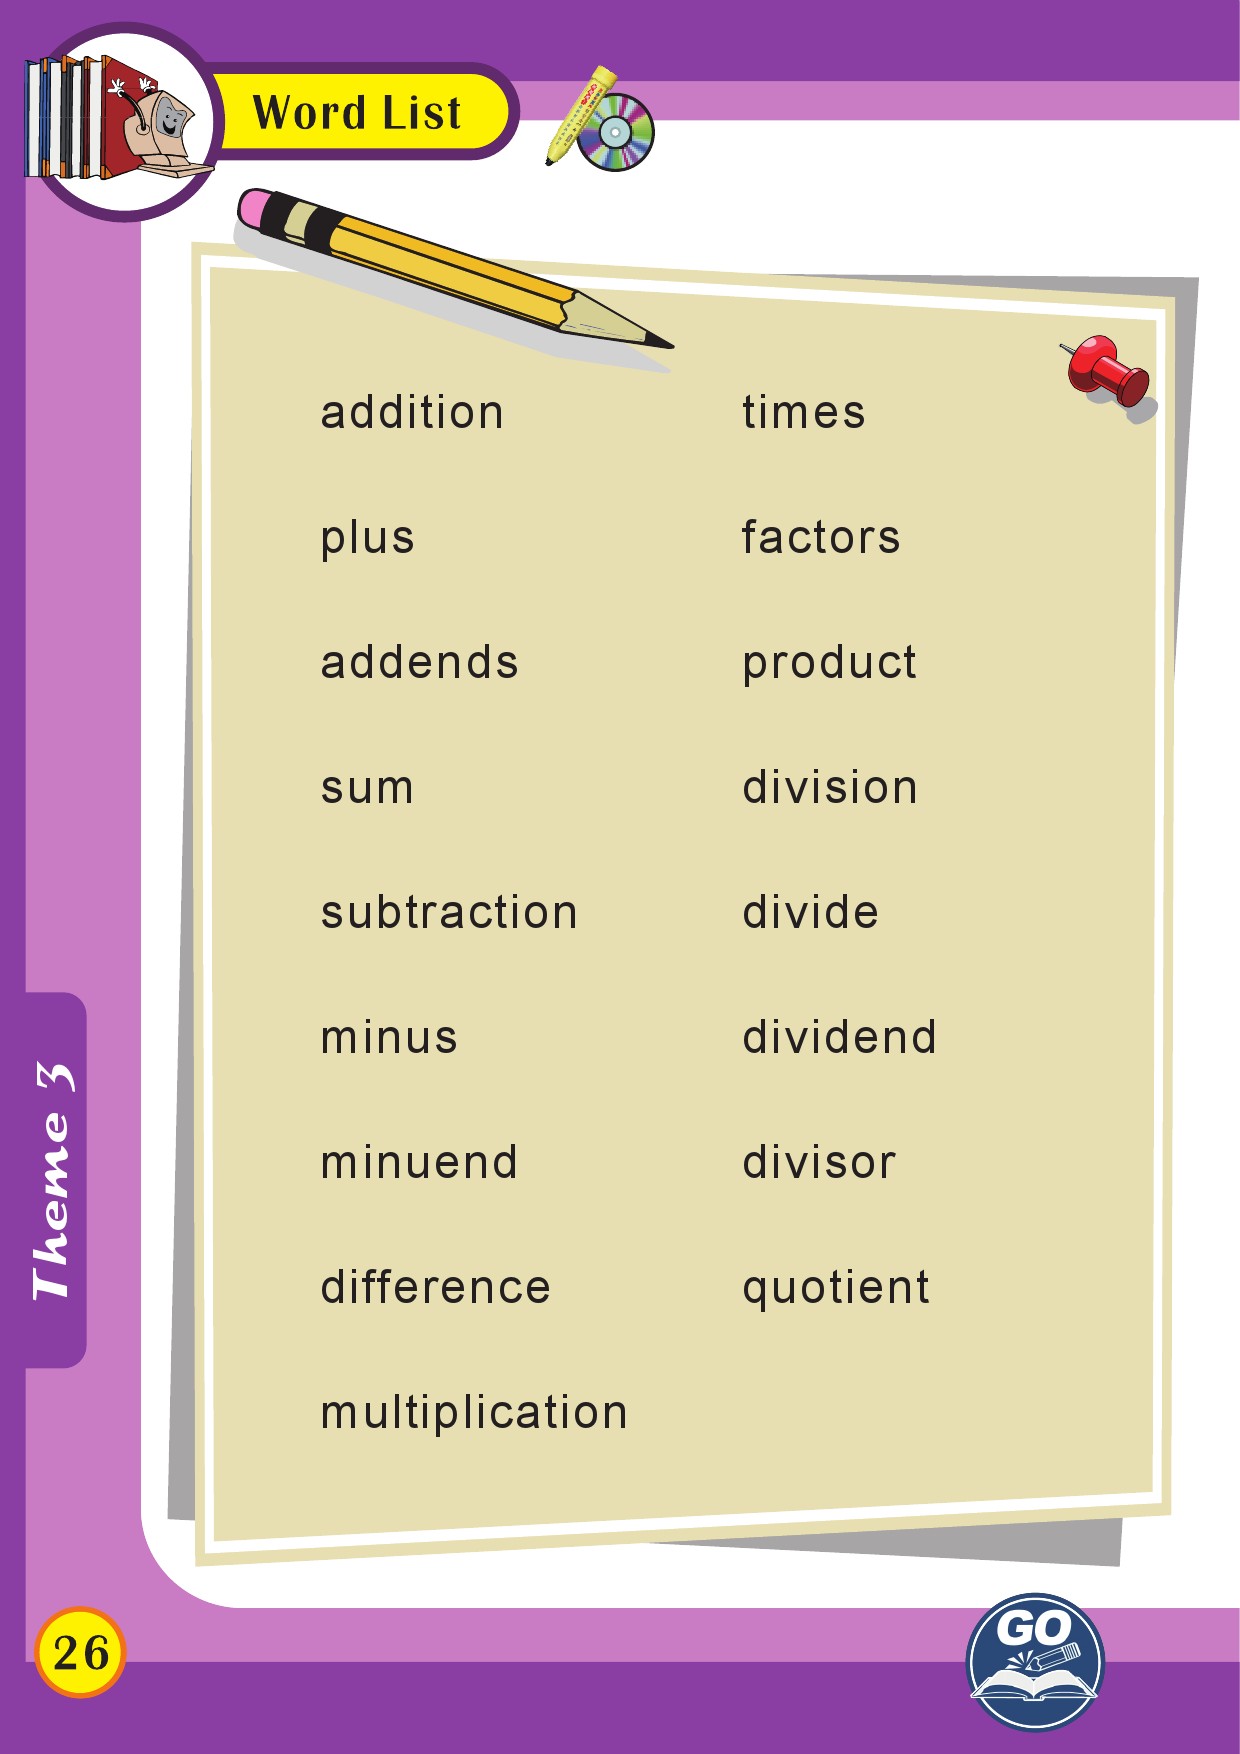 Word List
addition
plus
addends
sum
subtraction
minus
minuend
difference
multiplication
times
factors
product
division
divide
dividend
divisor
quotient
Theme 3
26
GO